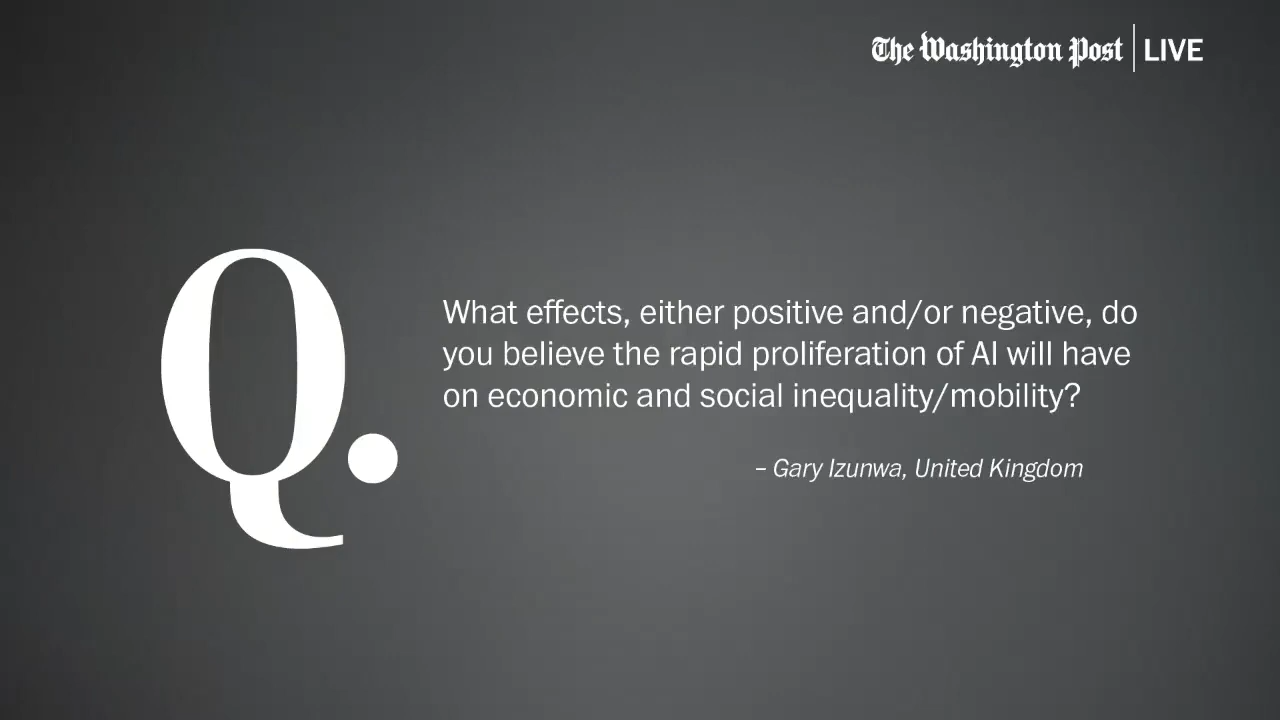 The Washington Post LIVE
Q.
What effects, either positive and/or negative, do
you believe the rapid proliferation of AI will have
on economic and social inequality/mobility?
– Gary Izunwa, United Kingdom